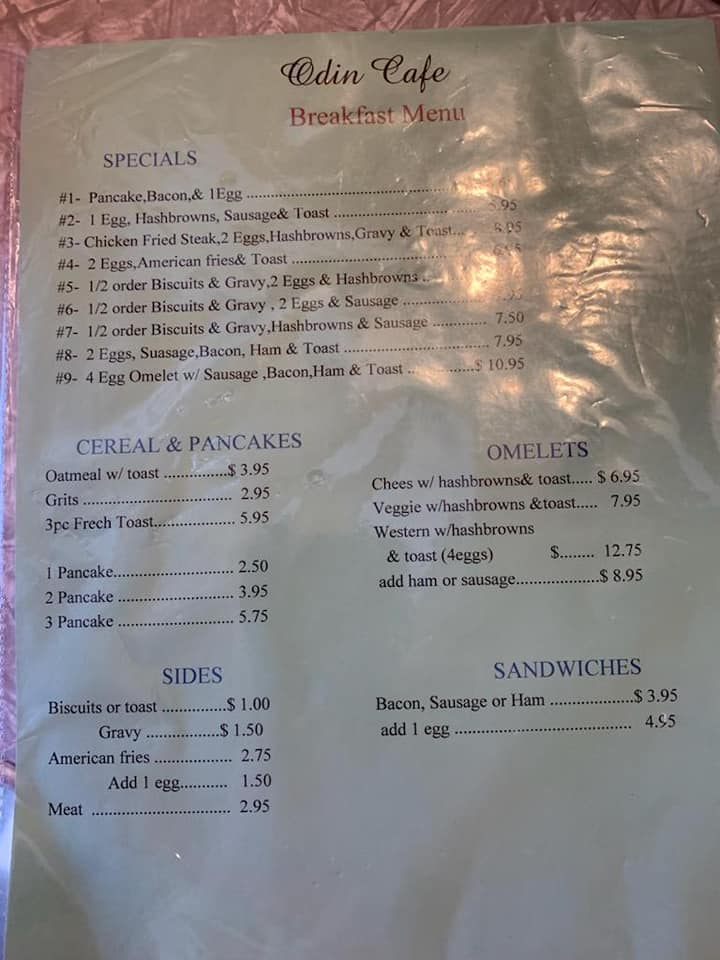 Odin Cafe
Breakfast Menu
SPECIALS
#1- Pancake,Bacon,& 1Egg
#2- 1 Egg, Hashbrowns, Sausage& Toast ........................ 5.95
#3- Chicken Fried Steak,2 Eggs,Hashbrowns,Gravy & Toast...
#4- 2 Eggs,American fries& Toast
#5- 1/2 order Biscuits & Gravy,2 Eggs & Hashbrowns ..
#6- 1/2 order Biscuits & Gravy , 2 Eggs & Sausage
#7- 1/2 order Biscuits & Gravy,Hashbrowns & Sausage ............. 7.50
#8- 2 Eggs, Suasage,Bacon, Ham & Toast .................................. 7.95
#9- 4 Egg Omelet w/ Sausage ,Bacon,Ham & Toast ................$ 10.95
CEREAL & PANCAKES
Oatmeal w/ toast ..............$ 3.95
Grits ................................. 2.95
3pc Frech Toast.................. 5.95
1 Pancake........................... 2.50
2 Pancake .......................... 3.95
3 Pancake .......................... 5.75
SIDES
Biscuits or toast ..............$ 1.00
Gravy ................$ 1.50
American fries ................. 2.75
Add 1 egg........... 1.50
Meat ............................... 2.95
OMELETS
Chees w/ hashbrowns& toast..... $ 6.95
Veggie w/hashbrowns &toast..... 7.95
Western w/hashbrowns
& toast (4eggs) $........ 12.75
add ham or sausage...................$ 8.95
SANDWICHES
Bacon, Sausage or Ham ..................$ 3.95
add 1 egg ....................................... 4.95